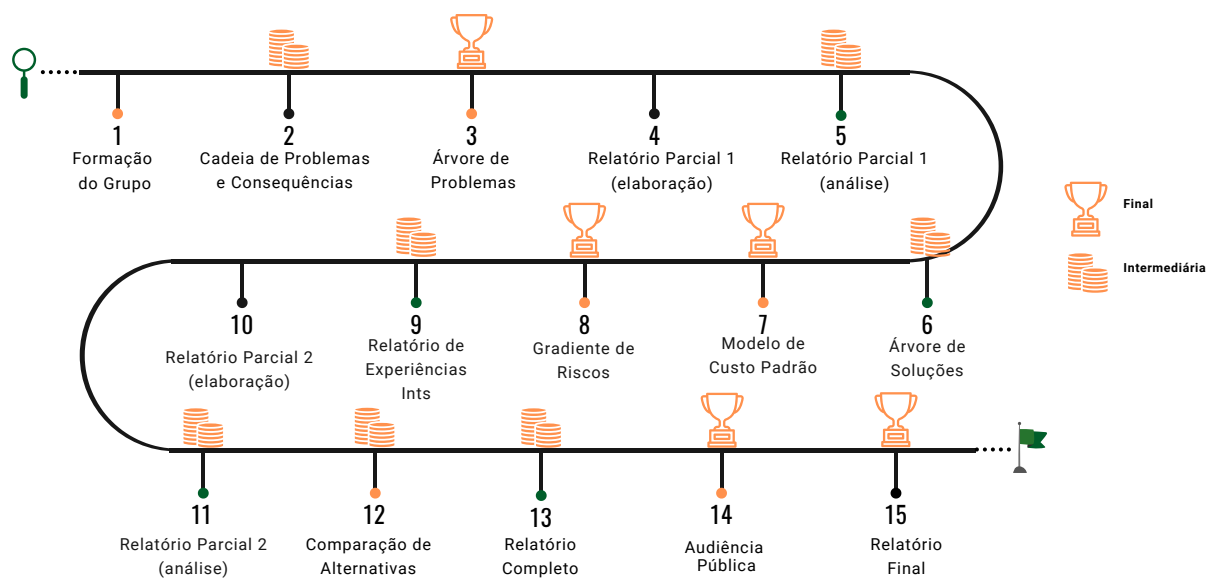 1
Formação
do Grupo
2
Cadeia de Problemas
e Consequências
3
Árvore de
Problemas
4
Relatório Parcial 1
(elaboração)
5
Relatório Parcial 1
(análise)
Final
Intermediária
6
Árvore de
Soluções
7
Modelo de
Custo Padrão
8
Gradiente de
Riscos
9
Relatório de
Experiências
Ints
10
Relatório Parcial 2
(elaboração)
11
Relatório Parcial 2
(análise)
12
Comparação de
Alternativas
13
Relatório
Completo
14
Audiência
Pública
15
Relatório
Final